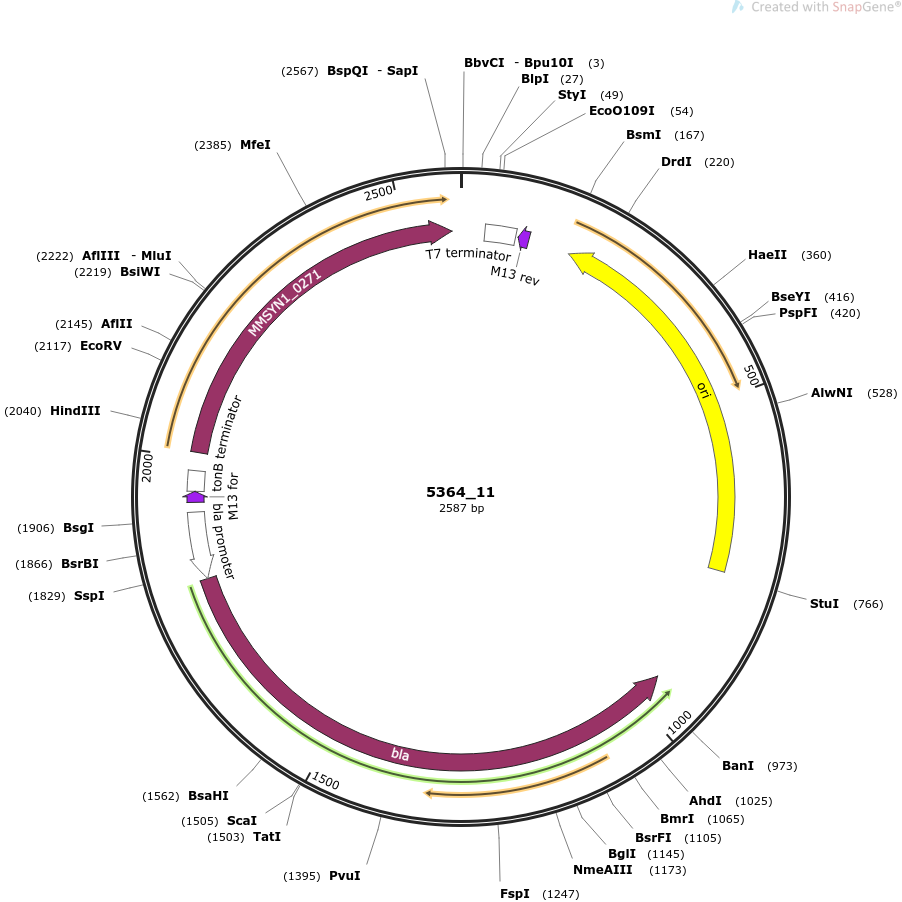 Created with SnapGene®
(2567) BspQI - SapI
BbvCI - Bpu10I (3)
BlpI (27)
StyI (49)
EcoO109I (54)
BsmI (167)
DrdI (220)
(2385) MfeI
2500
T7 terminator
M13 rev
HaeII (360)
(2222) AflIII - MluI
(2219) BsiWI
MMSYN1_0271
BseYI (416)
PspFI (420)
(2145) AflII
(2117) EcoRV
500
ori
AlwNI (528)
(2040) HindIII
tonB terminator
2000
M13 for
bla promoter
5364_11
2587 bp
(1906) BsgI
(1866) BsrBI
(1829) SspI
StuI (766)
1000
bla
BanI (973)
1500
(1562) BsaHI
AhdI (1025)
(1505) ScaI
BmrI (1065)
(1503) TatI
BsrFI (1105)
BglI (1145)
NmeAIII (1173)
(1395) PvuI
FspI (1247)